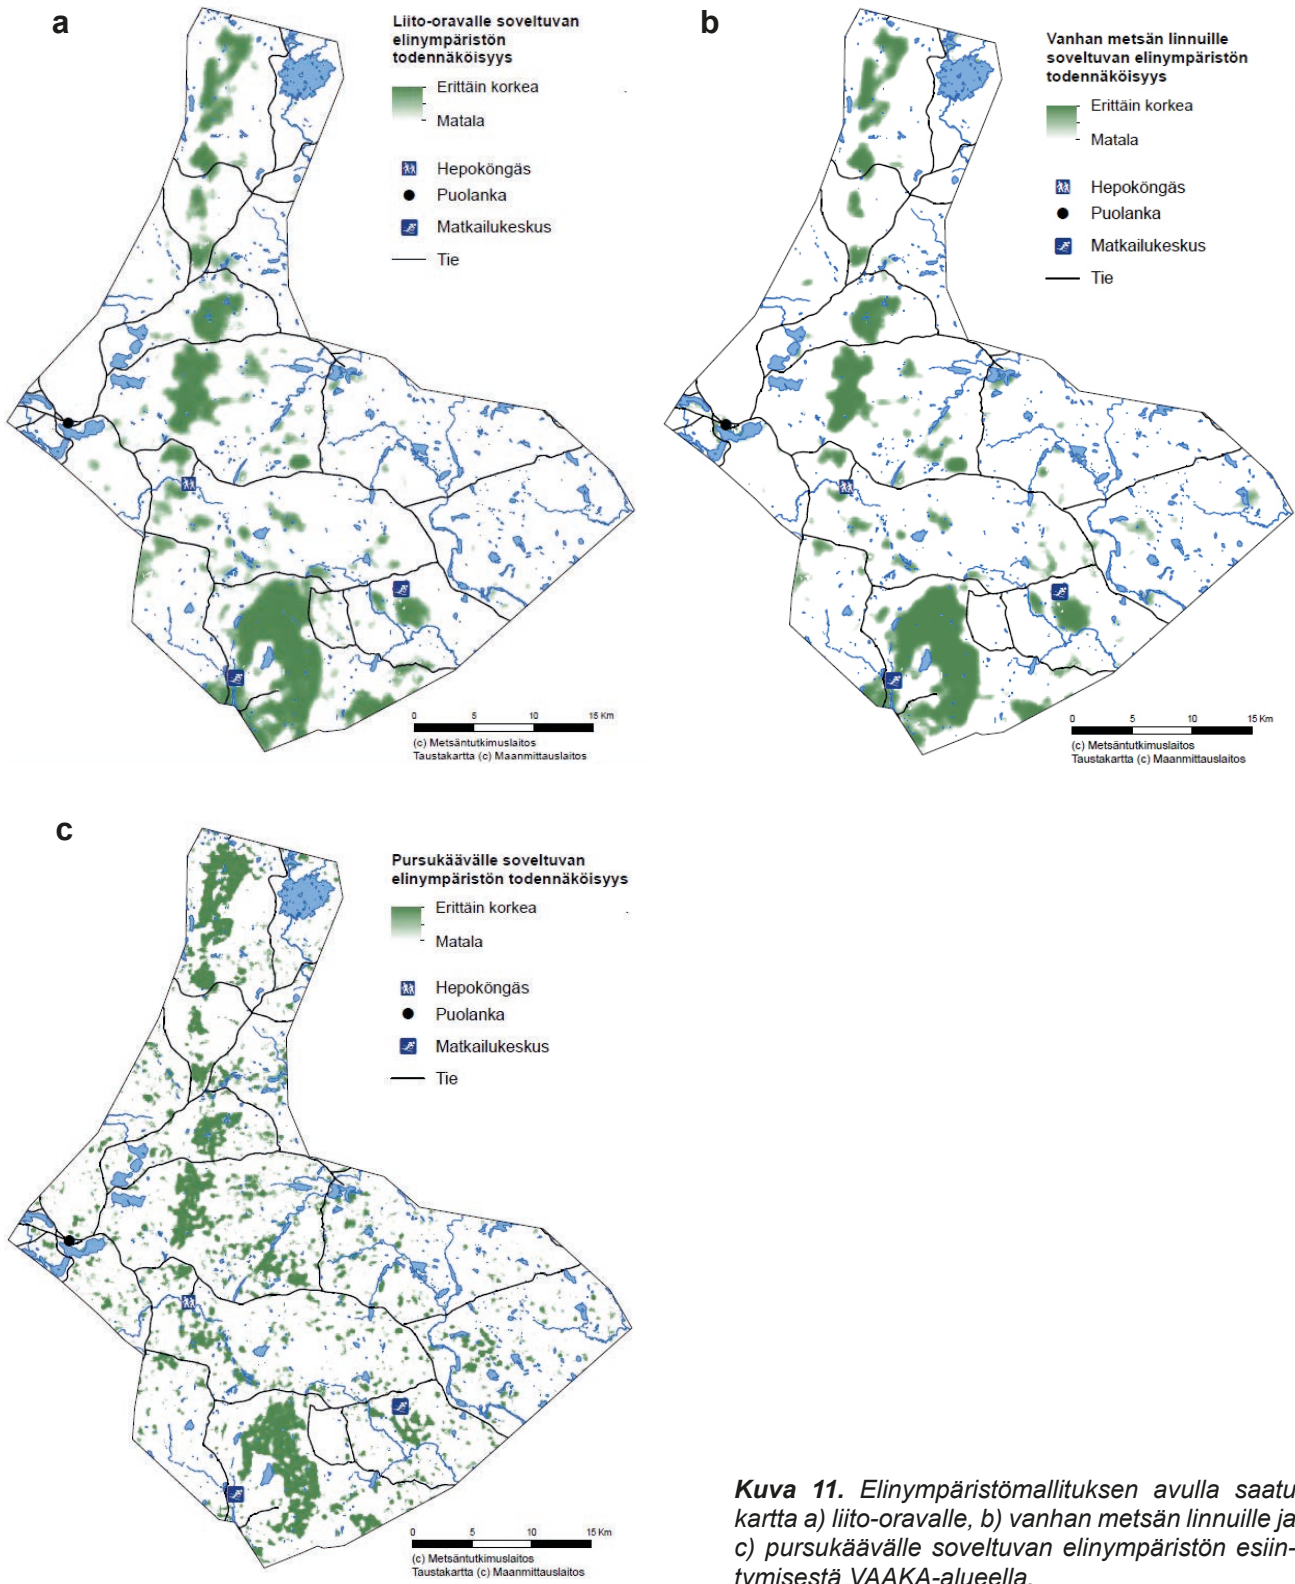 a
Liito-oravalle soveltuvan
elinympäristön
todennäköisyys
Erittäin korkea
Matala
Hepoköngäs
Puolanka
Matkailukeskus
Tie
0 5 10 15 Km
(c) Metsäntutkimuslaitos
Taustakartta (c) Maanmittauslaitos
b
Vanhan metsän linnuille
soveltuvan elinympäristön
todennäköisyys
Erittäin korkea
Matala
Hepoköngäs
Puolanka
Matkailukeskus
Tie
0 5 10 15 Km
(c) Metsäntutkimuslaitos
Taustakartta (c) Maanmittauslaitos
c
Pursukäävälle soveltuvan
elinympäristön todennäköisyys
Erittäin korkea
Matala
Hepoköngäs
Puolanka
Matkailukeskus
Tie
0 5 10 15 Km
(c) Metsäntutkimuslaitos
Taustakartta (c) Maanmittauslaitos
Kuva 11. Elinympäristömallituksen avulla saatu
kartta a) liito-oravalle, b) vanhan metsän linnuille ja
c) pursukäävälle soveltuvan elinympäristön esiin-
tymisestä VAAKA-alueella.